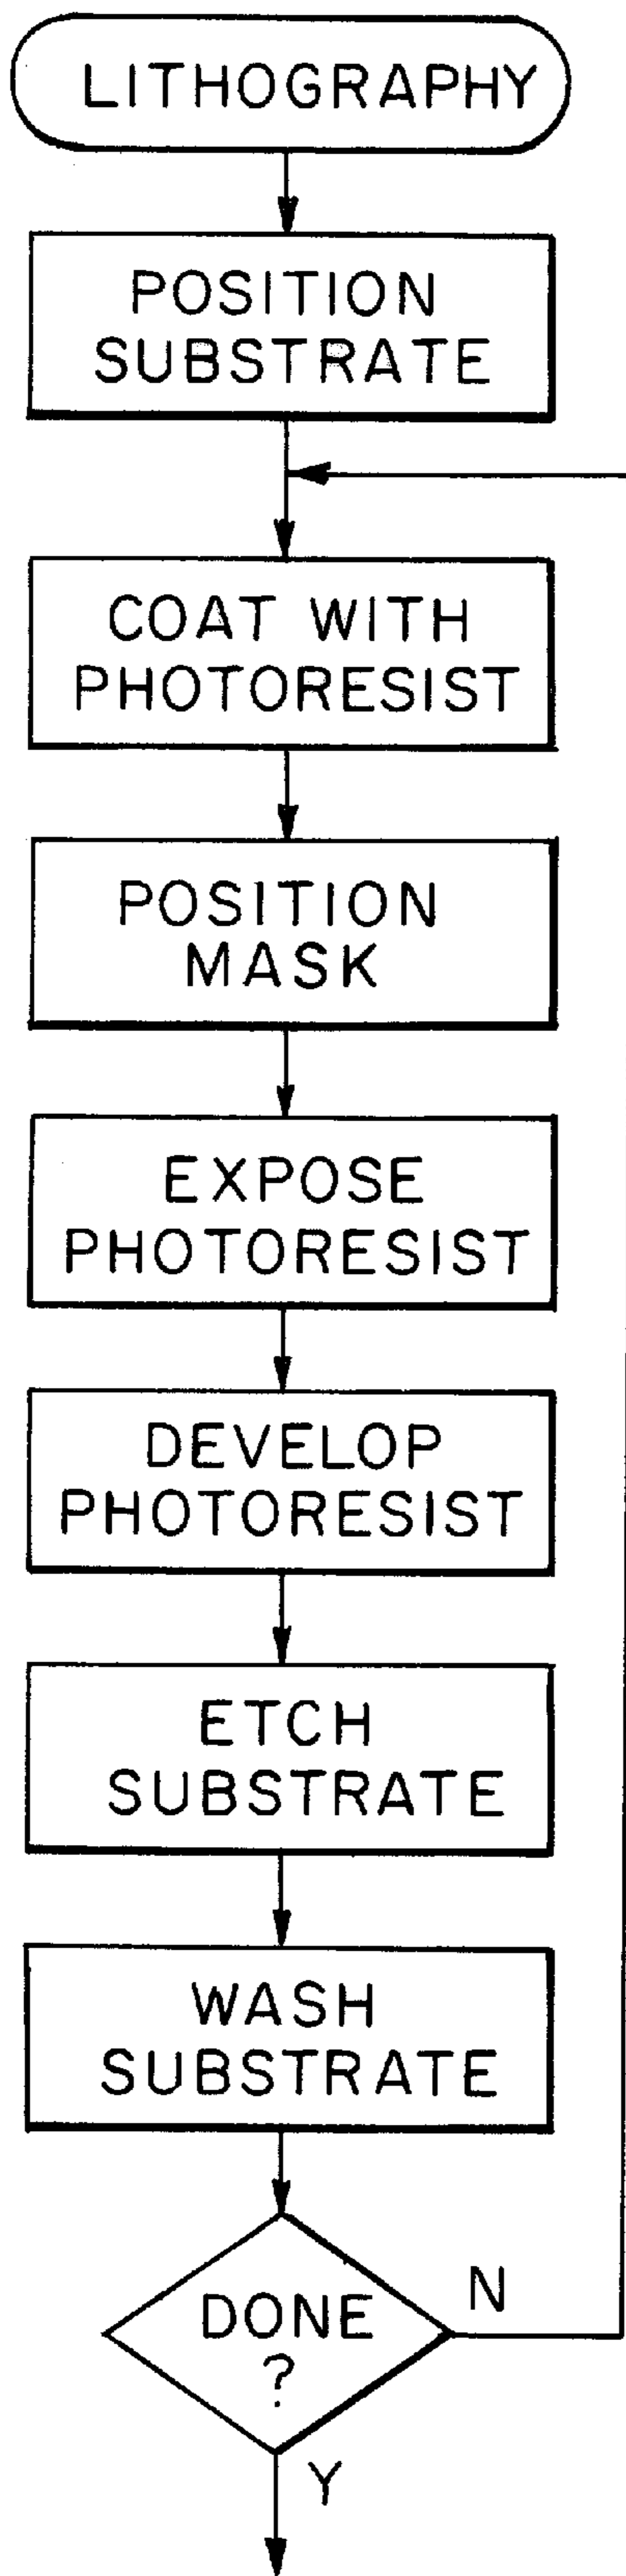 LITHOGRAPHY
POSITION
SUBSTRATE
COAT WITH
PHOTORESIST
POSITION
MASK
EXPOSE
PHOTORESIST
DEVELOP
PHOTORESIST
ETCH
SUBSTRATE
WASH
SUBSTRATE
DONE
?
N
Y